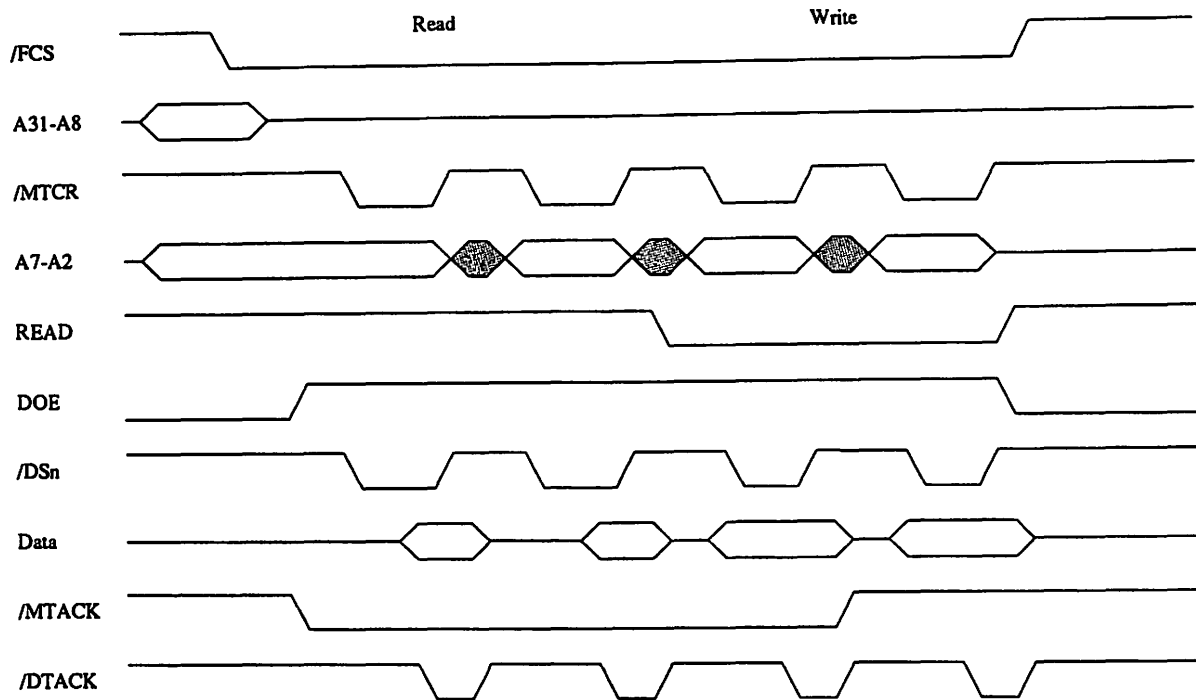 Read
Write
/FCS
A31-A8
/MTCR
A7-A2
READ
DOE
/DSn
Data
/MTACK
/DTACK